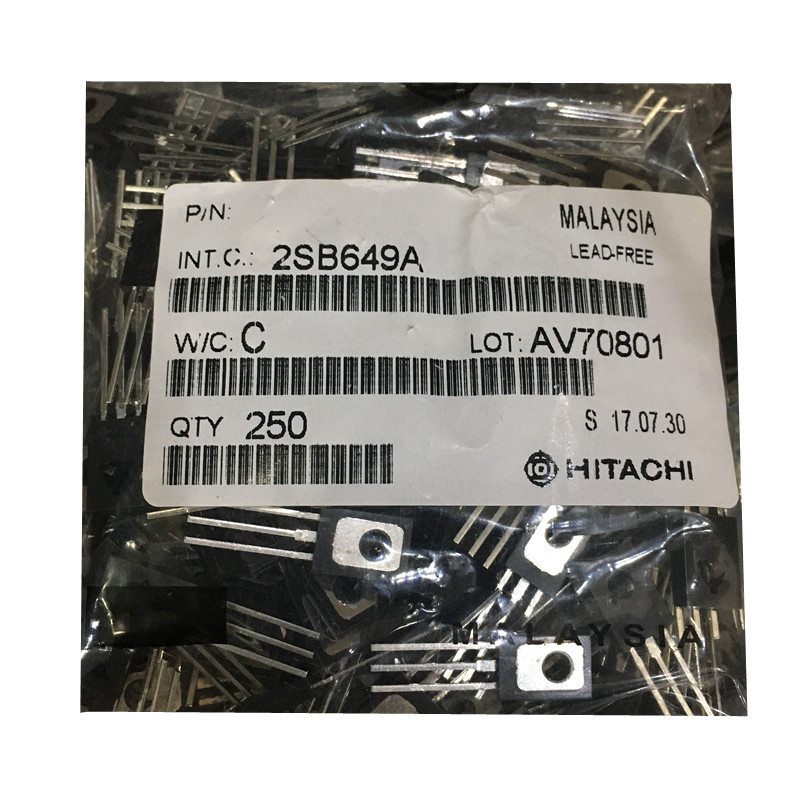 P/N:
MALAYSIA
LEAD-FREE
INT.C.: 2SB649A
W/C: C
LOT: AV70801
QTY 250
S 17.07.30
HITACHI
MALAYSIA